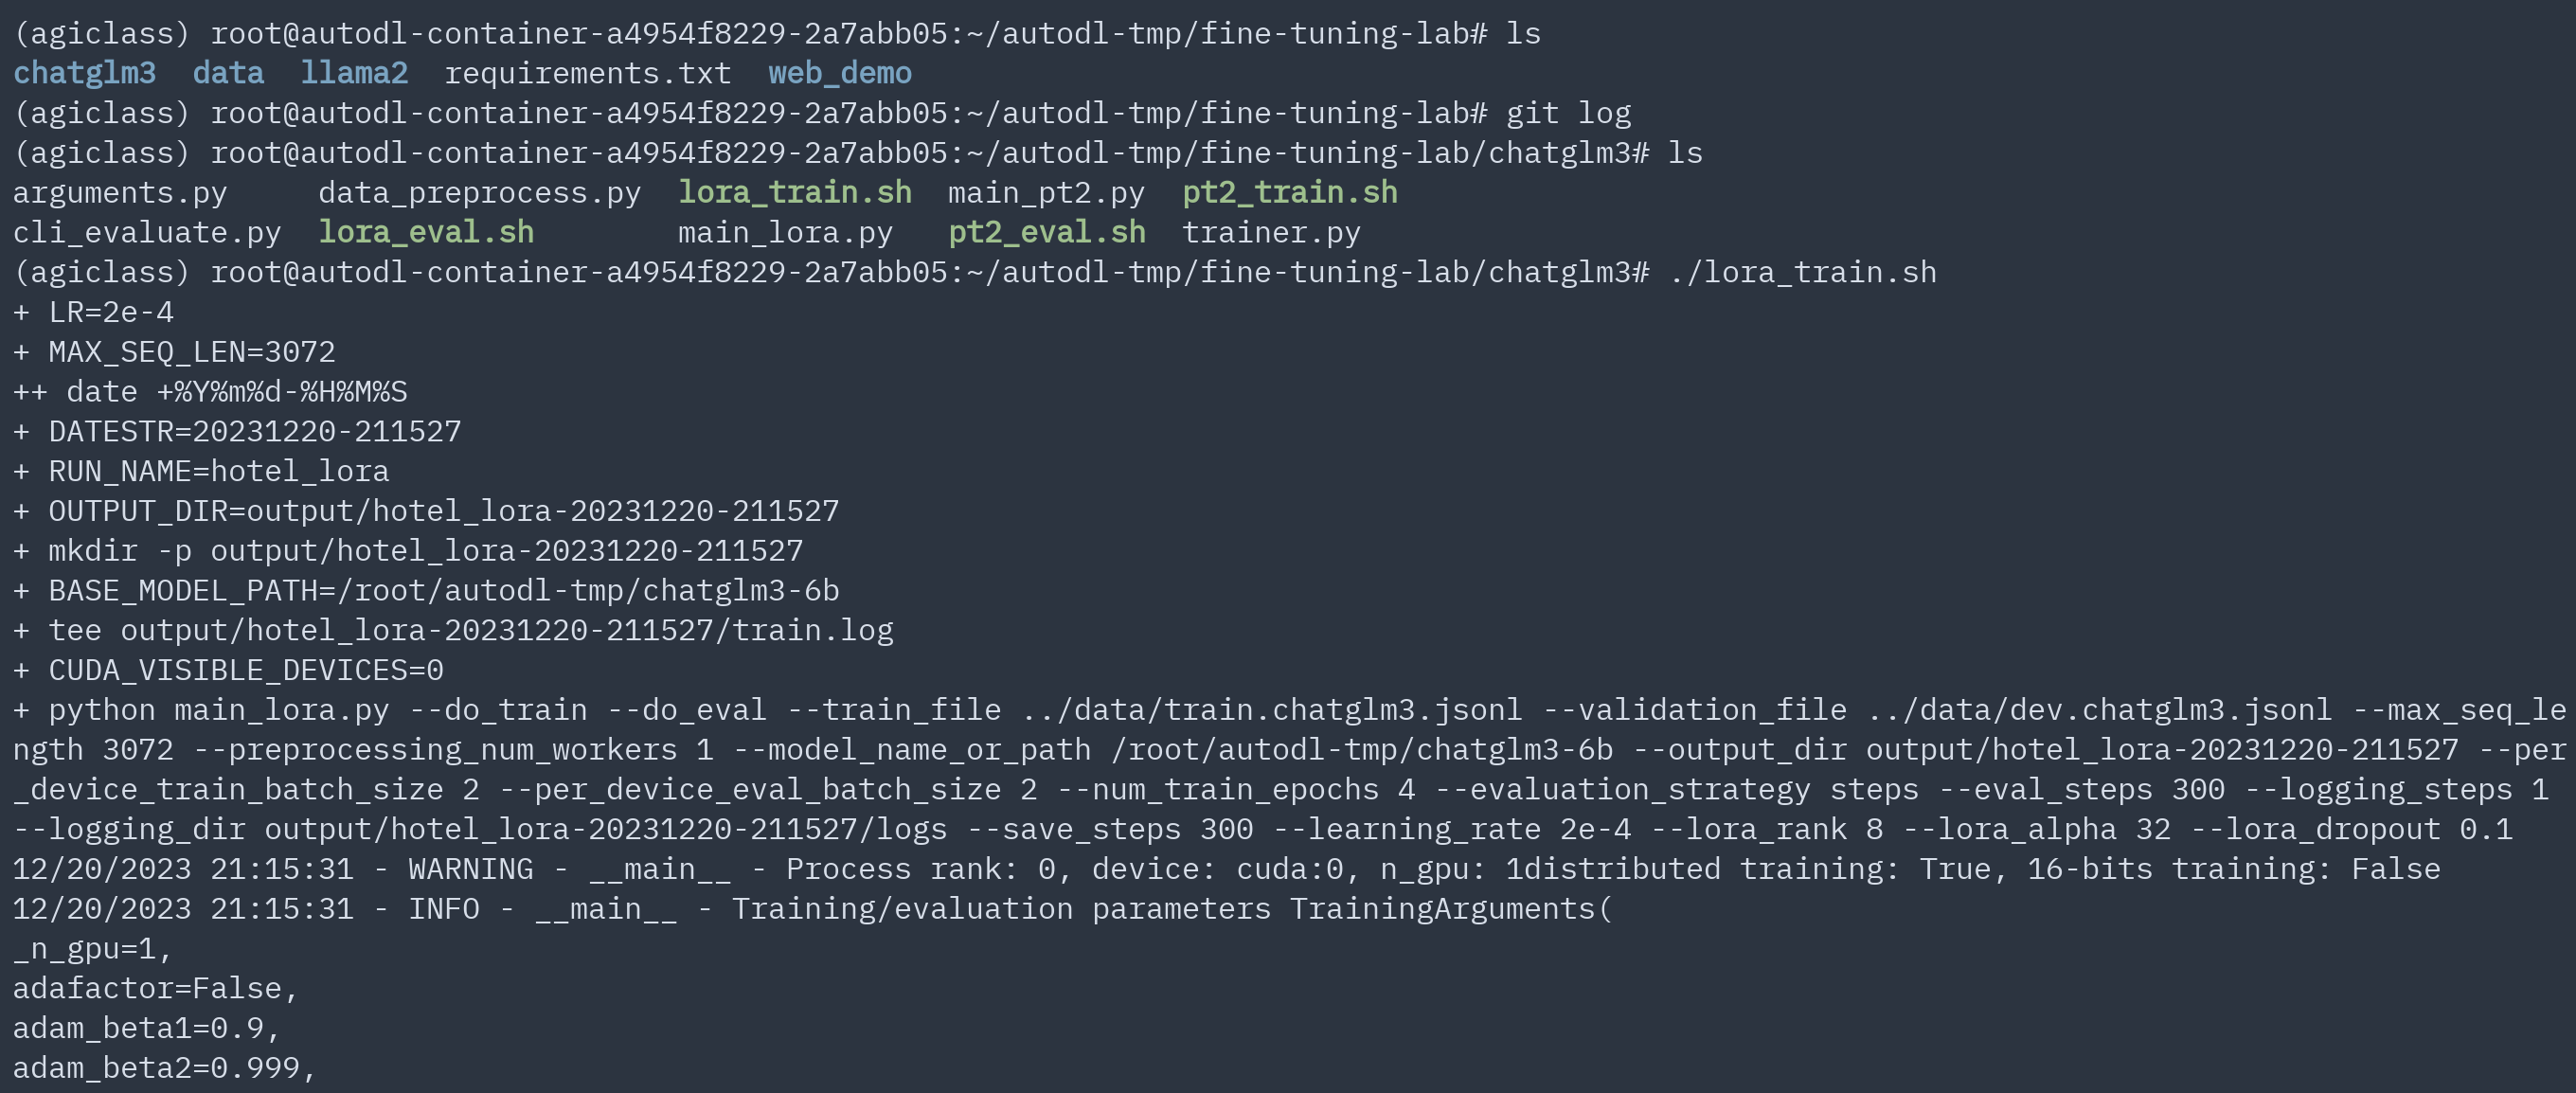 (agiclass) root@autodl-container-a4954f8229-2a7abb05:~/autodl-tmp/fine-tuning-lab# ls
chatglm3  data  llama2  requirements.txt  web_demo
(agiclass) root@autodl-container-a4954f8229-2a7abb05:~/autodl-tmp/fine-tuning-lab# git log
(agiclass) root@autodl-container-a4954f8229-2a7abb05:~/autodl-tmp/fine-tuning-lab/chatglm3# ls
arguments.py     data_preprocess.py  lora_train.sh  main_pt2.py  pt2_train.sh
cli_evaluate.py  lora_eval.sh        main_lora.py   pt2_eval.sh  trainer.py
(agiclass) root@autodl-container-a4954f8229-2a7abb05:~/autodl-tmp/fine-tuning-lab/chatglm3# ./lora_train.sh
+ LR=2e-4
+ MAX_SEQ_LEN=3072
++ date +%Y%m%d-%H%M%S
+ DATESTR=20231220-211527
+ RUN_NAME=hotel_lora
+ OUTPUT_DIR=output/hotel_lora-20231220-211527
+ mkdir -p output/hotel_lora-20231220-211527
+ BASE_MODEL_PATH=/root/autodl-tmp/chatglm3-6b
+ tee output/hotel_lora-20231220-211527/train.log
+ CUDA_VISIBLE_DEVICES=0
+ python main_lora.py --do_train --do_eval --train_file ../data/train.chatglm3.jsonl --validation_file ../data/dev.chatglm3.jsonl --max_seq_le
ngth 3072 --preprocessing_num_workers 1 --model_name_or_path /root/autodl-tmp/chatglm3-6b --output_dir output/hotel_lora-20231220-211527 --per
_device_train_batch_size 2 --per_device_eval_batch_size 2 --num_train_epochs 4 --evaluation_strategy steps --eval_steps 300 --logging_steps 1
--logging_dir output/hotel_lora-20231220-211527/logs --save_steps 300 --learning_rate 2e-4 --lora_rank 8 --lora_alpha 32 --lora_dropout 0.1
12/20/2023 21:15:31 - WARNING - __main__ - Process rank: 0, device: cuda:0, n_gpu: 1distributed training: True, 16-bits training: False
12/20/2023 21:15:31 - INFO - __main__ - Training/evaluation parameters TrainingArguments(
_n_gpu=1,
adafactor=False,
adam_beta1=0.9,
adam_beta2=0.999,